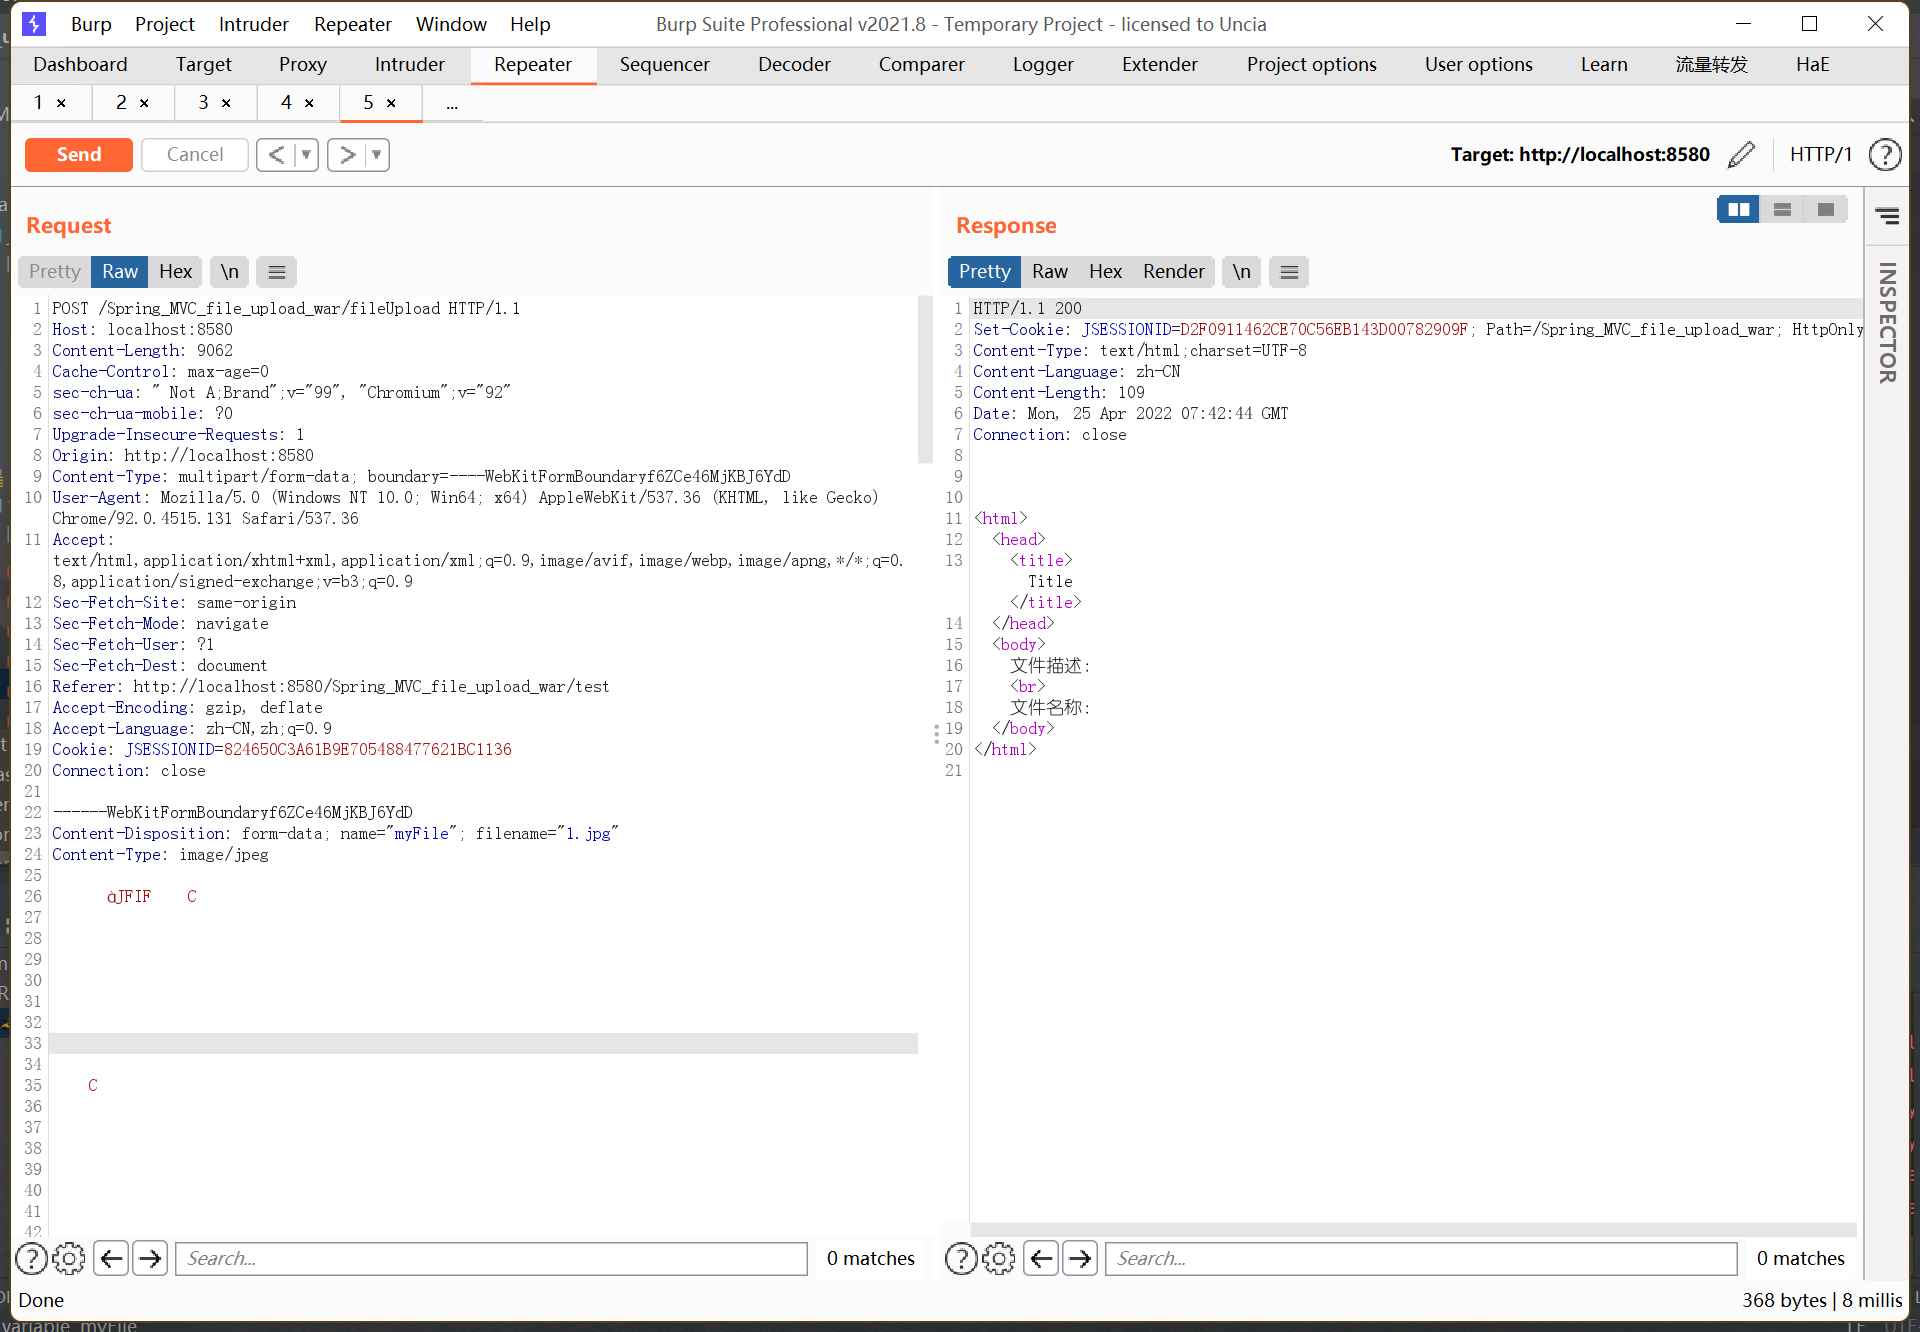 Burp Project Intruder Repeater Window Help Burp Suite Professional v2021.8 - Temporary Project - licensed to Uncia
Dashboard Target Proxy Intruder Repeater Sequencer Decoder Comparer Logger Extender Project options User options Learn 流量转发 HaE
1 × 2 × 3 × 4 × 5 × ...
Send Cancel < > Target: http://localhost:8580 HTTP/1 ?
Request
Pretty Raw Hex \n
1 POST /Spring_MVC_file_upload_war/fileUpload HTTP/1.1
2 Host: localhost:8580
3 Content-Length: 9062
4 Cache-Control: max-age=0
5 sec-ch-ua: " Not A;Brand";v="99", "Chromium";v="92"
6 sec-ch-ua-mobile: ?0
7 Upgrade-Insecure-Requests: 1
8 Origin: http://localhost:8580
9 Content-Type: multipart/form-data; boundary=----WebKitFormBoundaryf6ZCe46MjKBJ6YdD
10 User-Agent: Mozilla/5.0 (Windows NT 10.0; Win64; x64) AppleWebKit/537.36 (KHTML, like Gecko)
Chrome/92.0.4515.131 Safari/537.36
11 Accept:
text/html,application/xhtml+xml,application/xml;q=0.9,image/avif,image/webp,image/apng,*/*;q=0.
8,application/signed-exchange;v=b3;q=0.9
12 Sec-Fetch-Site: same-origin
13 Sec-Fetch-Mode: navigate
14 Sec-Fetch-User: ?1
15 Sec-Fetch-Dest: document
16 Referer: http://localhost:8580/Spring_MVC_file_upload_war/test
17 Accept-Encoding: gzip, deflate
18 Accept-Language: zh-CN,zh;q=0.9
19 Cookie: JSESSIONID=824650C3A61B9E705488477621BC1136
20 Connection: close
21
22 ------WebKitFormBoundaryf6ZCe46MjKBJ6YdD
23 Content-Disposition: form-data; name="myFile"; filename="1.jpg"
24 Content-Type: image/jpeg
25
26 àJFIF C
27
28
29
30
31
32
33
34
35 C
36
37
38
39
40
41
42
Search... 0 matches
Response
Pretty Raw Hex Render \n
1 HTTP/1.1 200
2 Set-Cookie: JSESSIONID=D2F0911462CE70C56EB143D00782909F; Path=/Spring_MVC_file_upload_war; HttpOnly
3 Content-Type: text/html;charset=UTF-8
4 Content-Language: zh-CN
5 Content-Length: 109
6 Date: Mon, 25 Apr 2022 07:42:44 GMT
7 Connection: close
8
9
10
11 <html>
12 <head>
13 <title>
Title
</title>
14 </head>
15 <body>
16 文件描述:
17 <br>
18 文件名称:
19 </body>
20 </html>
21
Search... 0 matches
INSPECTOR
Done 368 bytes | 8 millis
variable myFile